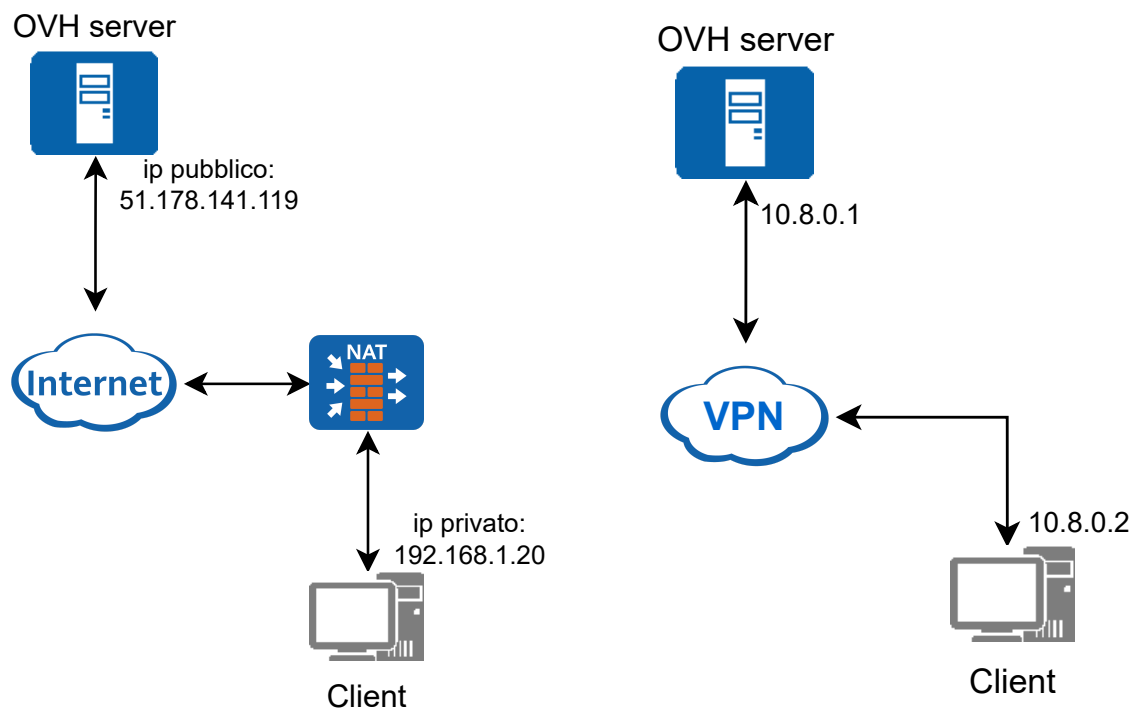 OVH server
ip pubblico:
51.178.141.119
Internet
NAT
ip privato:
192.168.1.20
Client
OVH server
10.8.0.1
VPN
10.8.0.2
Client